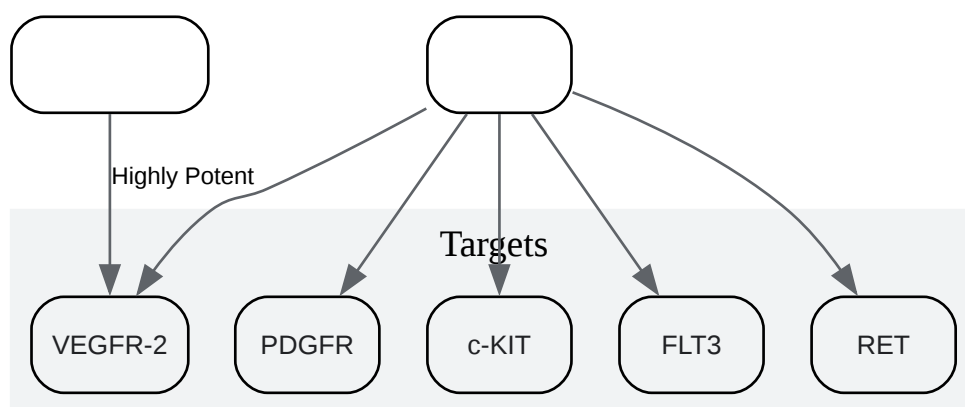 Highly Potent
Targets
VEGFR-2
PDGFR
c-KIT
FLT3
RET